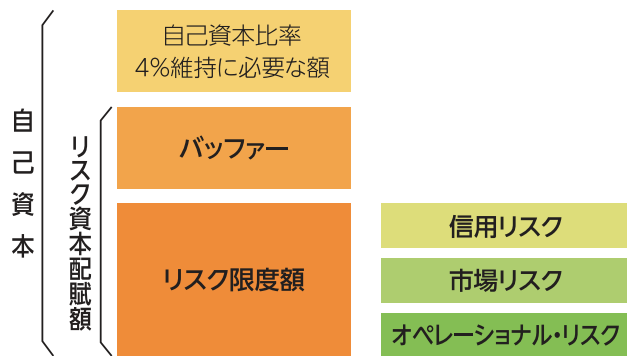 自己資本
リスク資本配賦額
自己資本比率
4%維持に必要な額
バッファー
リスク限度額
信用リスク
市場リスク
オペレーショナル・リスク